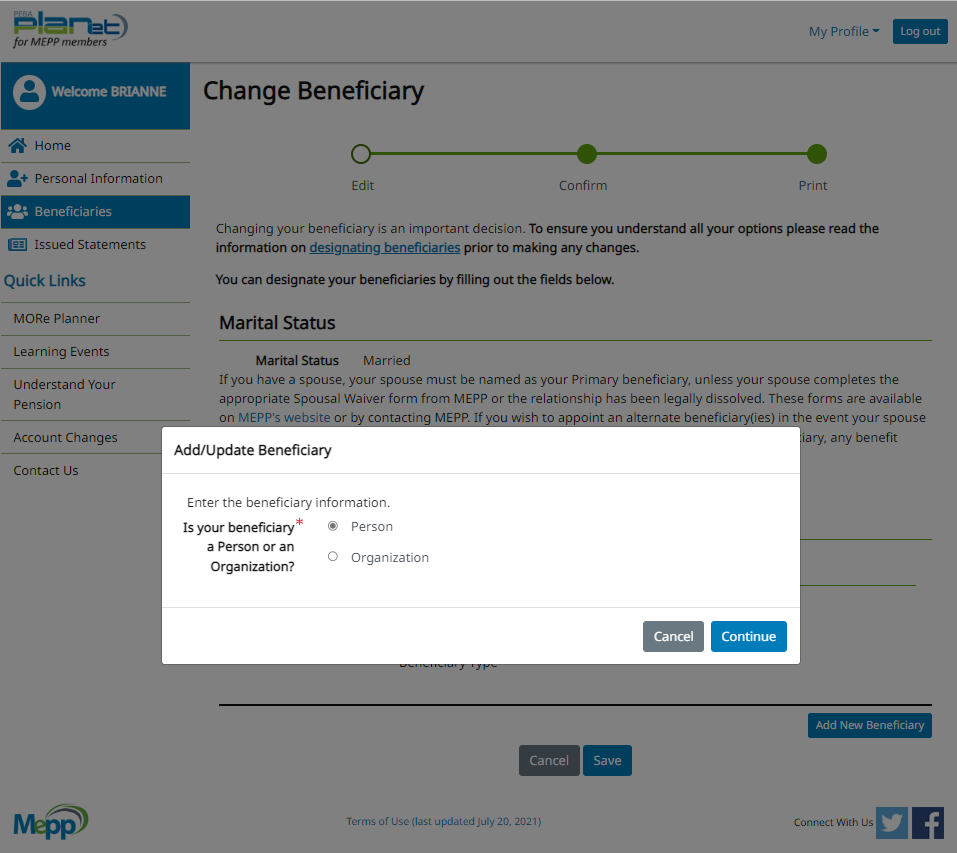 PEBA
planet
for MEPP members
My Profile
Log out
Welcome BRIANNE
Home
Personal Information
Beneficiaries
Issued Statements
Quick Links
MORe Planner
Learning Events
Understand Your
Pension
Account Changes
Contact Us
Change Beneficiary
Edit
Confirm
Print
Changing your beneficiary is an important decision. To ensure you understand all your options please read the
information on designating beneficiaries prior to making any changes.
You can designate your beneficiaries by filling out the fields below.
Marital Status
Marital Status Married
If you have a spouse, your spouse must be named as your Primary beneficiary, unless your spouse completes the
appropriate Spousal Waiver form from MEPP or the relationship has been legally dissolved. These forms are available
on MEPP's website or by contacting MEPP. If you wish to appoint an alternate beneficiary(ies) in the event your spouse
iary, any benefit
Add/Update Beneficiary
Enter the beneficiary information.
Is your beneficiary*
a Person or an
Organization?
Person
Organization
Cancel
Continue
Beneficiary Type
Add New Beneficiary
Cancel
Save
Mepp
Terms of Use (last updated July 20, 2021)
Connect With Us